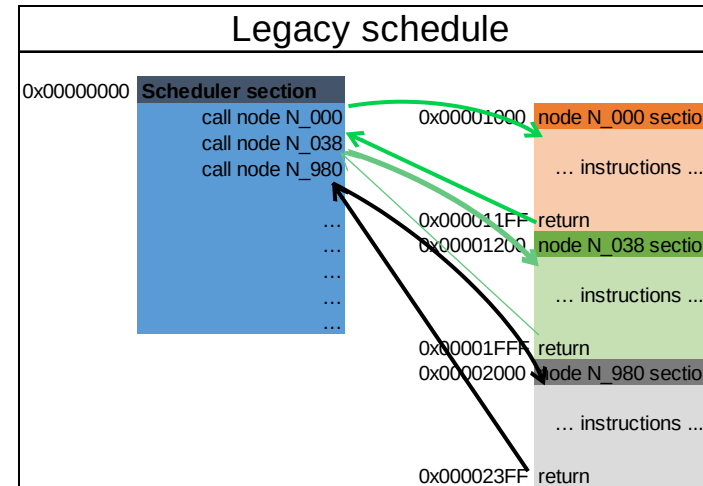 Legacy schedule
0x00000000 Scheduler section
call node N_000
call node N_038
call node N_980
...
...
...
...
...
0x00001000 node N_000 sectio
... instructions ...
0x000011FF return
0x00001200 node N_038 sectio
... instructions ...
0x00001FFF return
0x00002000 node N_980 sectio
... instructions ...
0x000023FF return